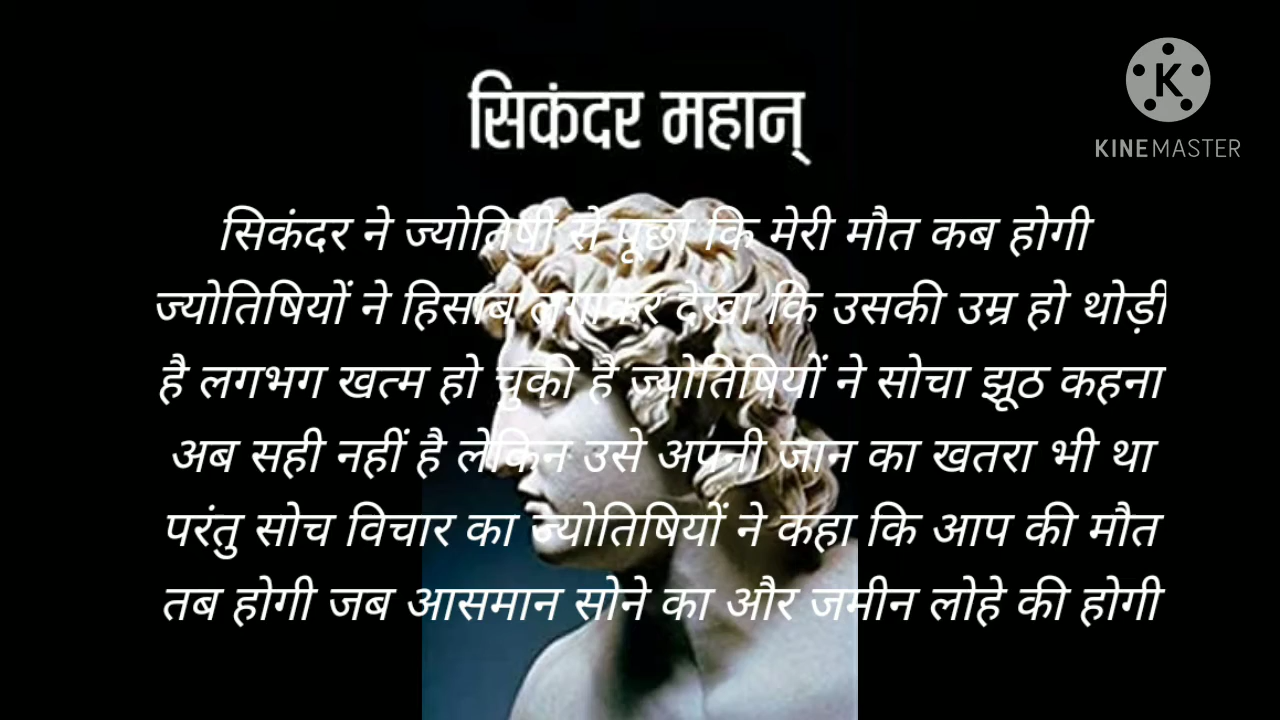 सिकंदर महान्
KINEMASTER
सिकंदर ने ज्योतिषी से पूछा कि मेरी मौत कब होगी
ज्योतिषियों ने हिसाब लगाकर देखा कि उसकी उम्र हो थोड़ी
है लगभग खत्म हो चुकी है ज्योतिषियों ने सोचा झूठ कहना
अब सही नहीं है लेकिन उसे अपनी जान का खतरा भी था
परंतु सोच विचार का ज्योतिषियों ने कहा कि आप की मौत
तब होगी जब आसमान सोने का और जमीन लोहे की होगी